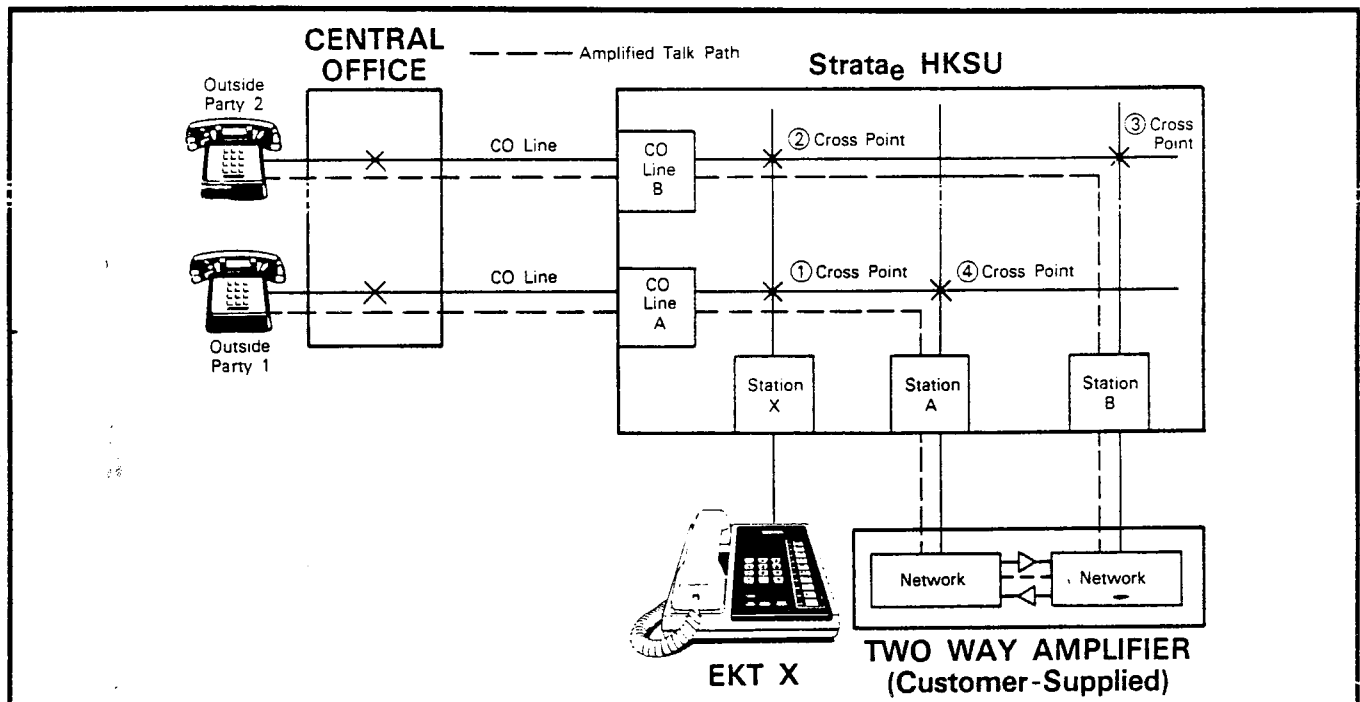 CENTRAL
OFFICE
Amplified Talk Path
Stratae HKSU
Outside
Party 2
CO Line
CO
Line
B
② Cross Point
③ Cross
Point
Outside
Party 1
CO Line
CO
Line
A
① Cross Point
④ Cross Point
Station
X
Station
A
Station
B
Network
Network
EKT X
TWO WAY AMPLIFIER
(Customer-Supplied)